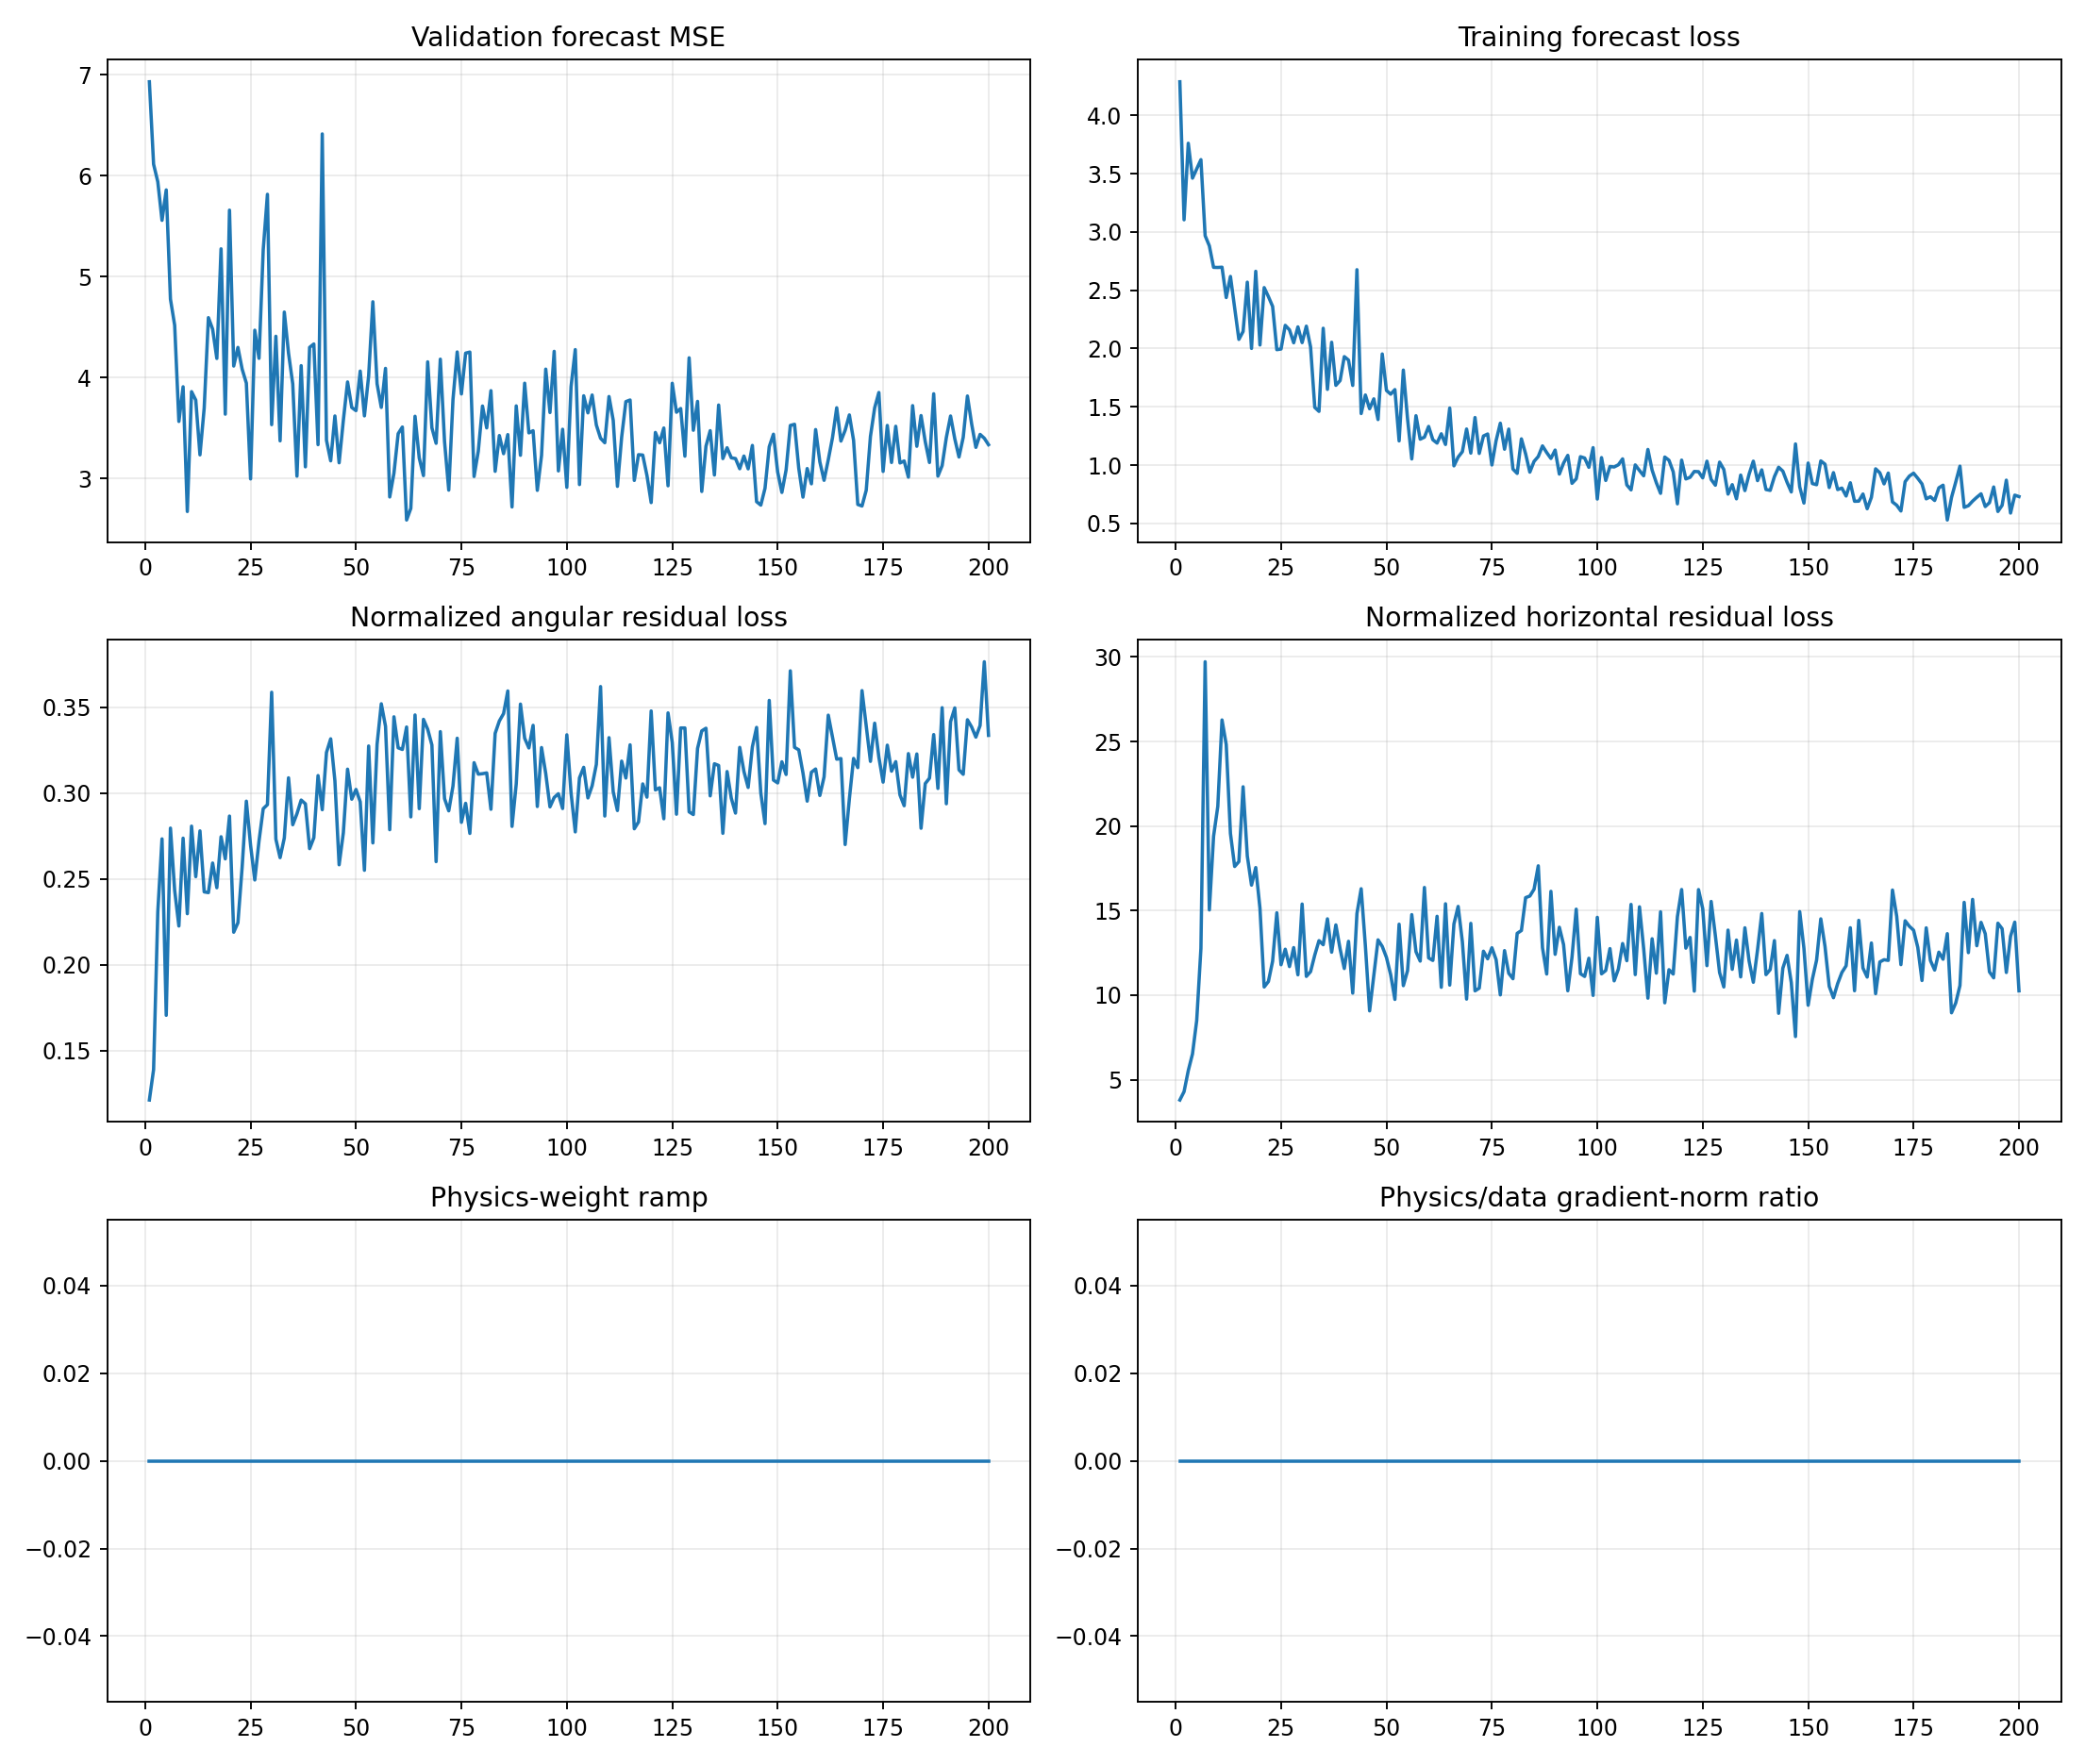 Validation forecast MSE
7
6
5
4
3
0 25 50 75 100 125 150 175 200
Training forecast loss
4.0
3.5
3.0
2.5
2.0
1.5
1.0
0.5
0 25 50 75 100 125 150 175 200
Normalized angular residual loss
0.35
0.30
0.25
0.20
0.15
0 25 50 75 100 125 150 175 200
Normalized horizontal residual loss
30
25
20
15
10
5
0 25 50 75 100 125 150 175 200
Physics-weight ramp
0.04
0.02
0.00
−0.02
−0.04
0 25 50 75 100 125 150 175 200
Physics/data gradient-norm ratio
0.04
0.02
0.00
−0.02
−0.04
0 25 50 75 100 125 150 175 200